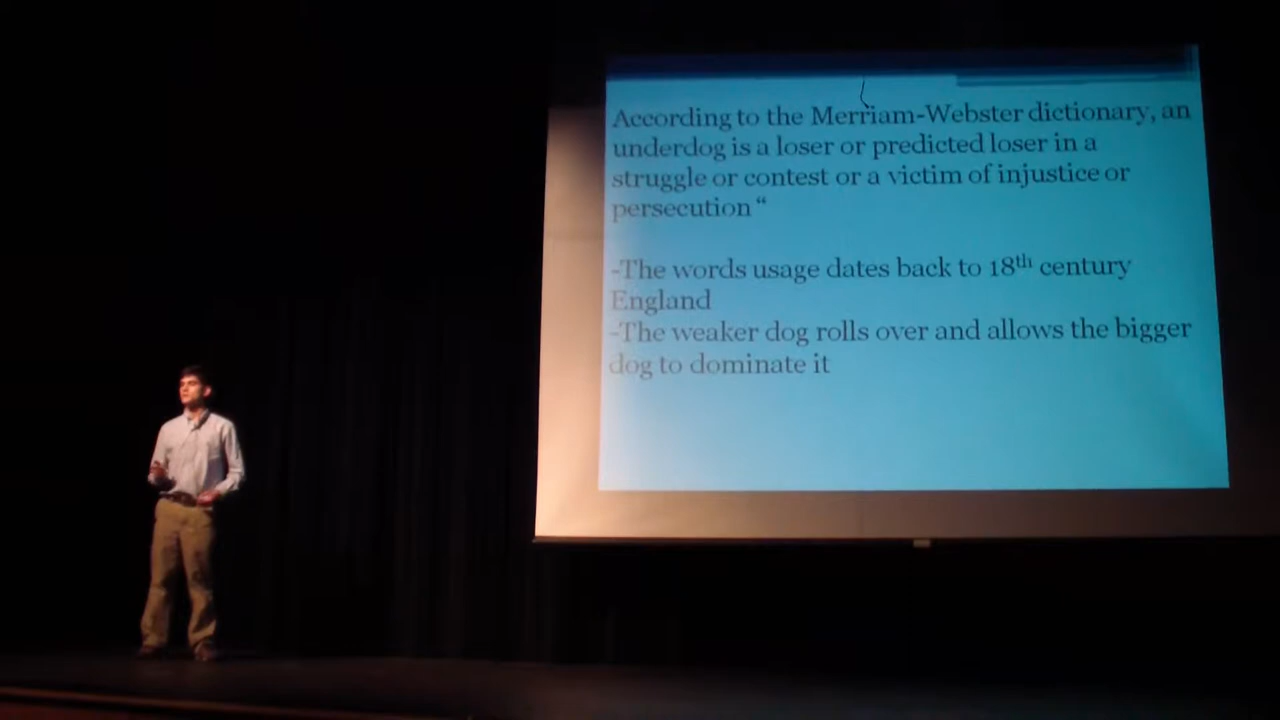 According to the Merriam-Webster dictionary, an
underdog is a loser or predicted loser in a
struggle or contest or a victim of injustice or
persecution “
-The words usage dates back to 18th century
England
-The weaker dog rolls over and allows the bigger
dog to dominate it